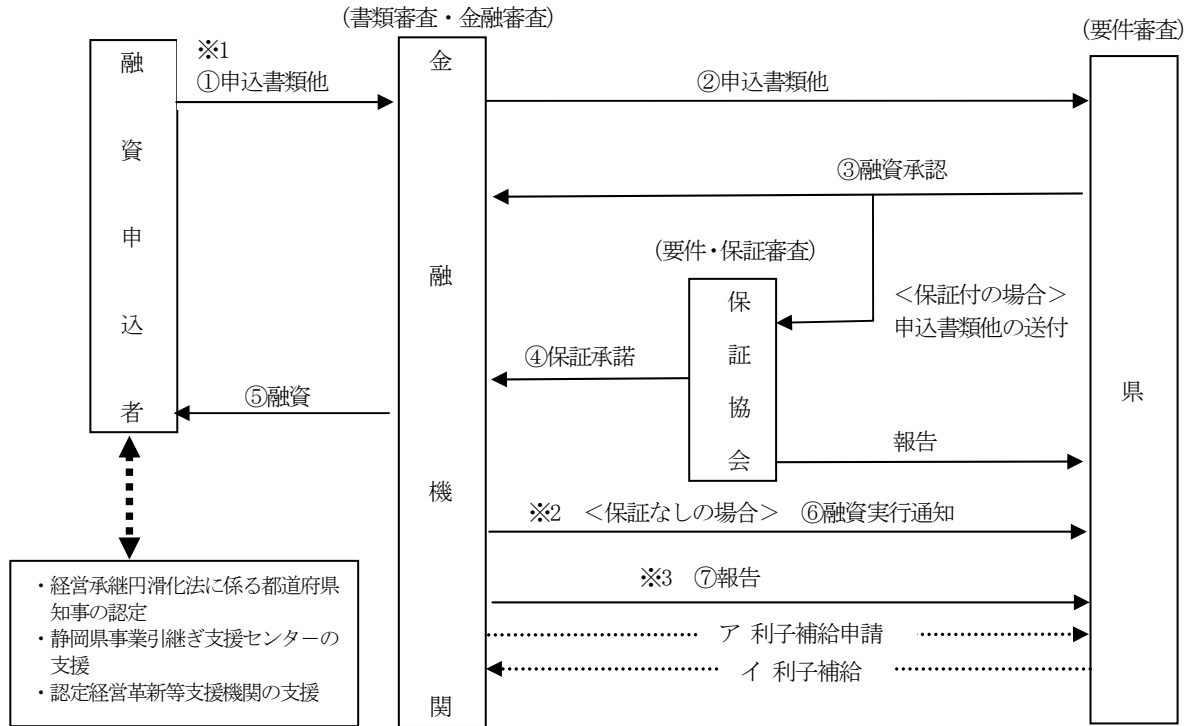 (書類審査・金融審査)
(要件審査)
融資申込者
※1
①申込書類他
金融機関
②申込書類他
③融資承認
(要件・保証審査)
保証協会
<保証付の場合>
申込書類他の送付
④保証承諾
⑤融資
県
報告
※2 <保証なしの場合> ⑥融資実行通知
※3 ⑦報告
ア 利子補給申請
イ 利子補給
・経営承継円滑化法に係る都道府県
知事の認定
・静岡県事業引継ぎ支援センターの
支援
・認定経営革新等支援機関の支援